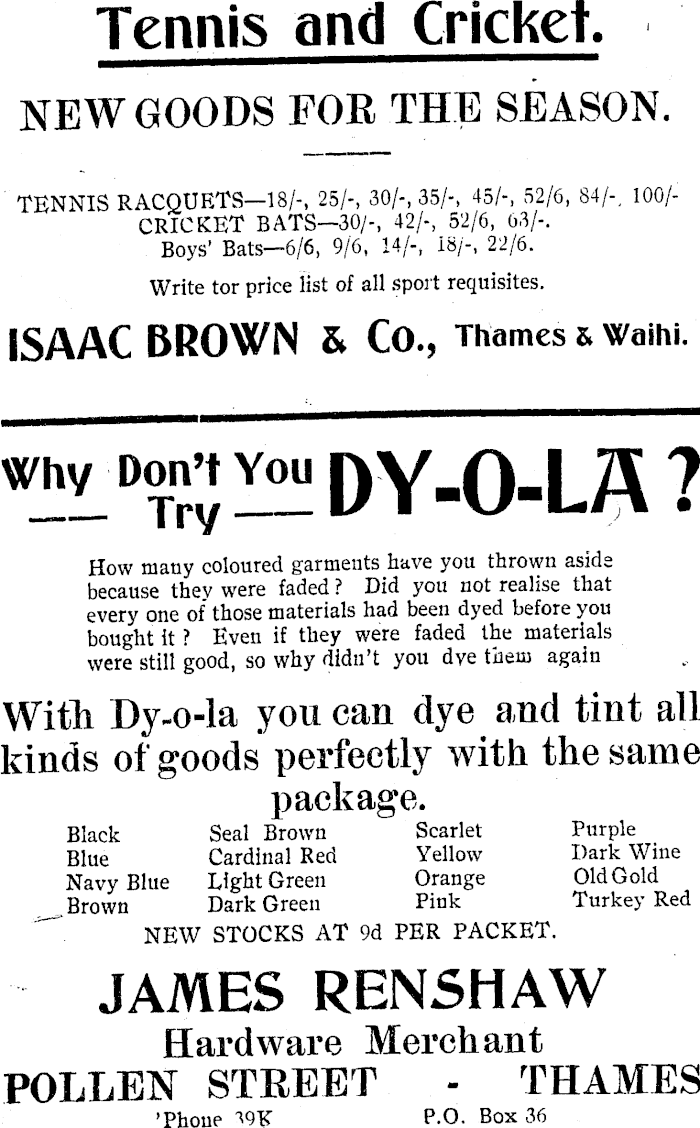 Tennis and Cricket.
NEW GOODS FOR THE SEASON.
TENNIS RACQUETS—18/-, 25/-, 30/-, 35/-, 45/-, 52/6, 84/-, 100/-
CRICKET BATS—30/-, 42/-, 52/6, 63/-.
Boys' Bats—6/6, 9/6, 14/-, 18/-, 22/6.
Write tor price list of all sport requisites.
ISAAC BROWN & Co., Thames & Waihi.
Why Don't You Try DY-O-LA ?
How many coloured garments have you thrown aside
because they were faded ? Did you not realise that
every one of those materials had been dyed before you
bought it ? Even if they were faded the materials
were still good, so why didn't you dye them again
With Dy-o-la you can dye and tint all
kinds of goods perfectly with the same
package.
Black Seal Brown Scarlet Purple
Blue Cardinal Red Yellow Dark Wine
Navy Blue Light Green Orange Old Gold
Brown Dark Green Pink Turkey Red
NEW STOCKS AT 9d PER PACKET.
JAMES RENSHAW
Hardware Merchant
POLLEN STREET - THAMES
'Phone 39K P.O. Box 36